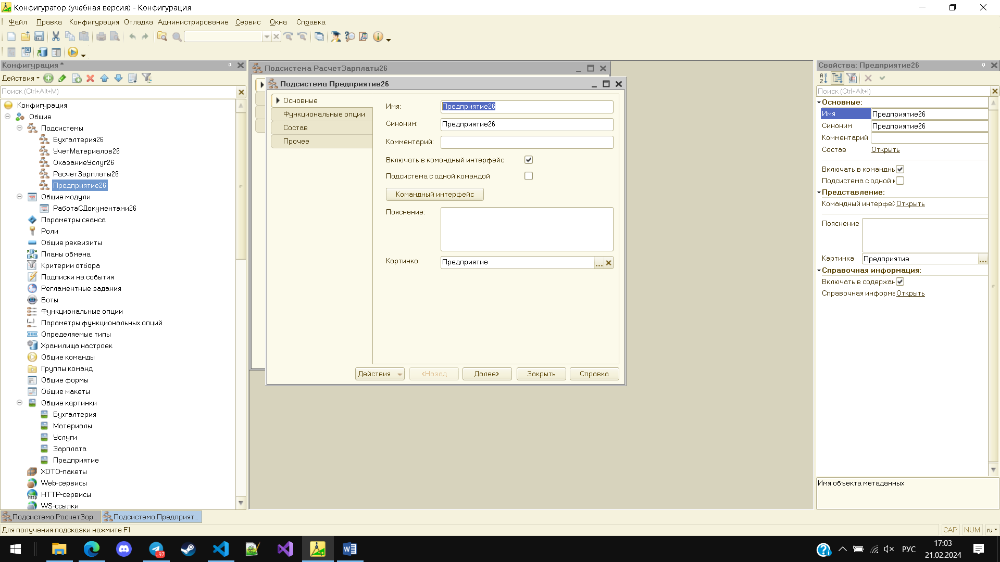 Конфигуратор (учебная версия) - Конфигурация
Файл Правка Конфигурация Отладка Администрирование Сервис Окна Справка
Конфигурация *
Действия
Поиск (Ctrl+Alt+M)
Конфигурация
Общие
Подсистемы
Бухгалтерия26
УчетМатериалов26
ОказаниеУслуг26
РасчетЗарплаты26
Предприятие26
Общие модули
РаботаСДокументами26
Параметры сеанса
Роли
Общие реквизиты
Планы обмена
Критерии отбора
Подписки на события
Регламентные задания
Боты
Функциональные опции
Параметры функциональных опций
Определяемые типы
Хранилища настроек
Общие команды
Группы команд
Общие формы
Общие макеты
Общие картинки
Бухгалтерия
Материалы
Услуги
Зарплата
Предприятие
XDTO-пакеты
Web-сервисы
HTTP-сервисы
WS-ссылки
Подсистема РасчетЗарплаты26
Подсистема Предприятие26
Основные
Функциональные опции
Состав
Прочее
Имя: Предприятие26
Синоним: Предприятие26
Комментарий:
Включать в командный интерфейс
Подсистема с одной командой
Командный интерфейс
Пояснение:
Картинка: Предприятие ...
Действия <Назад Далее> Закрыть Справка
Свойства: Предприятие26
Поиск (Ctrl+Alt+I)
Основные:
Имя Предприятие26
Синоним Предприятие26
Комментарий
Состав Открыть
Включать в командны
Подсистема с одной к
Представление:
Командный интерфей Открыть
Пояснение
Картинка Предприятие ...
Справочная информация:
Включать в содержан
Справочная информа Открыть
Имя объекта метаданных
Подсистема РасчетЗар... Подсистема Предприят...
Для получения подсказки нажмите F1
CAP NUM ru
97
РУС
17:03
21.02.2024